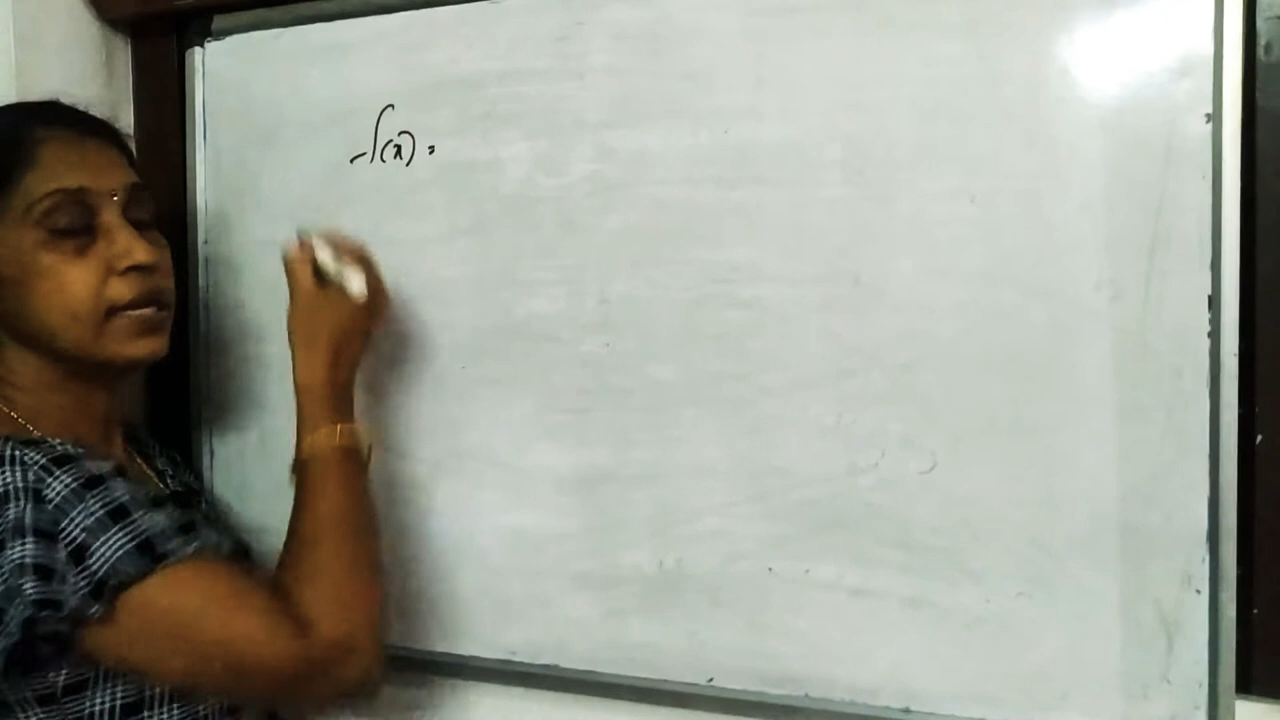 f(x) =